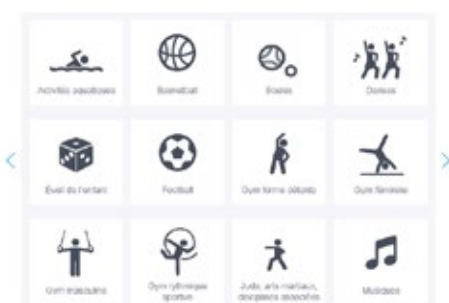 Activités aquatiques
Basketball
Boules
Danses
Éveil de l'enfant
Football
Gym forme détente
Gym féminine
Gym masculine
Gym rythmique
sportive
Judo, arts martiaux,
disciplines associées
Musiques